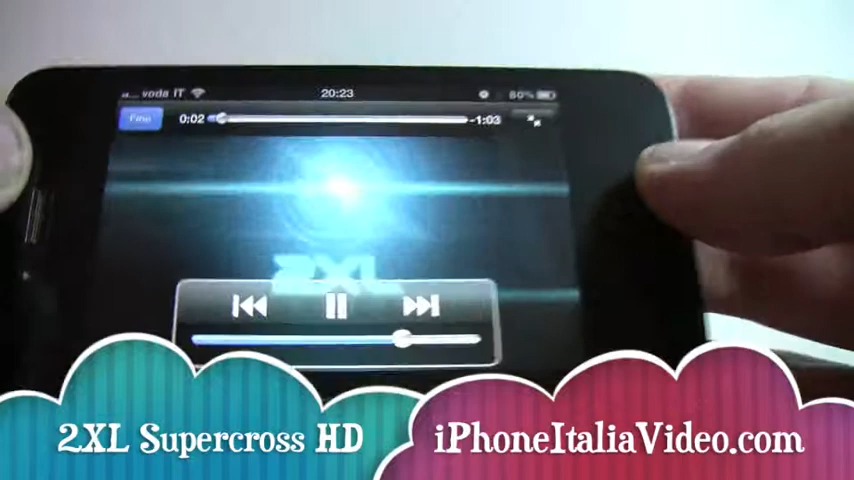 voda IT 20:23 80%
Fine 0:02 -1:03
2XL
2XL Supercross HD
iPhoneItaliaVideo.com